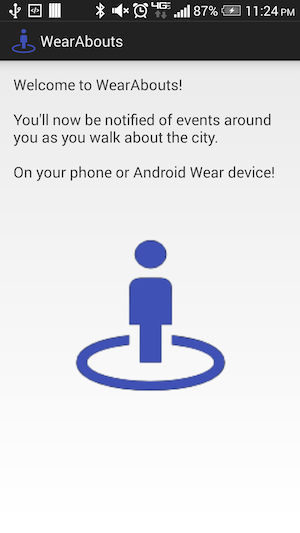 4G LTE 87% 11:24 PM
WearAbouts
Welcome to WearAbouts!
You'll now be notified of events around
you as you walk about the city.
On your phone or Android Wear device!